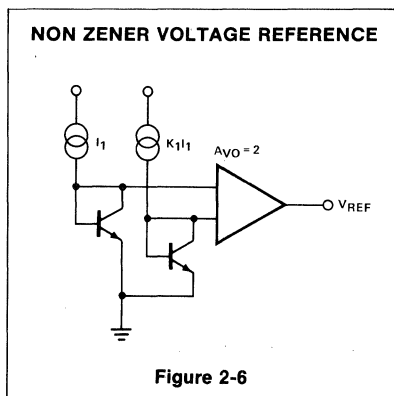 NON ZENER VOLTAGE REFERENCE
I1
K1I1
AVO = 2
VREF
Figure 2-6